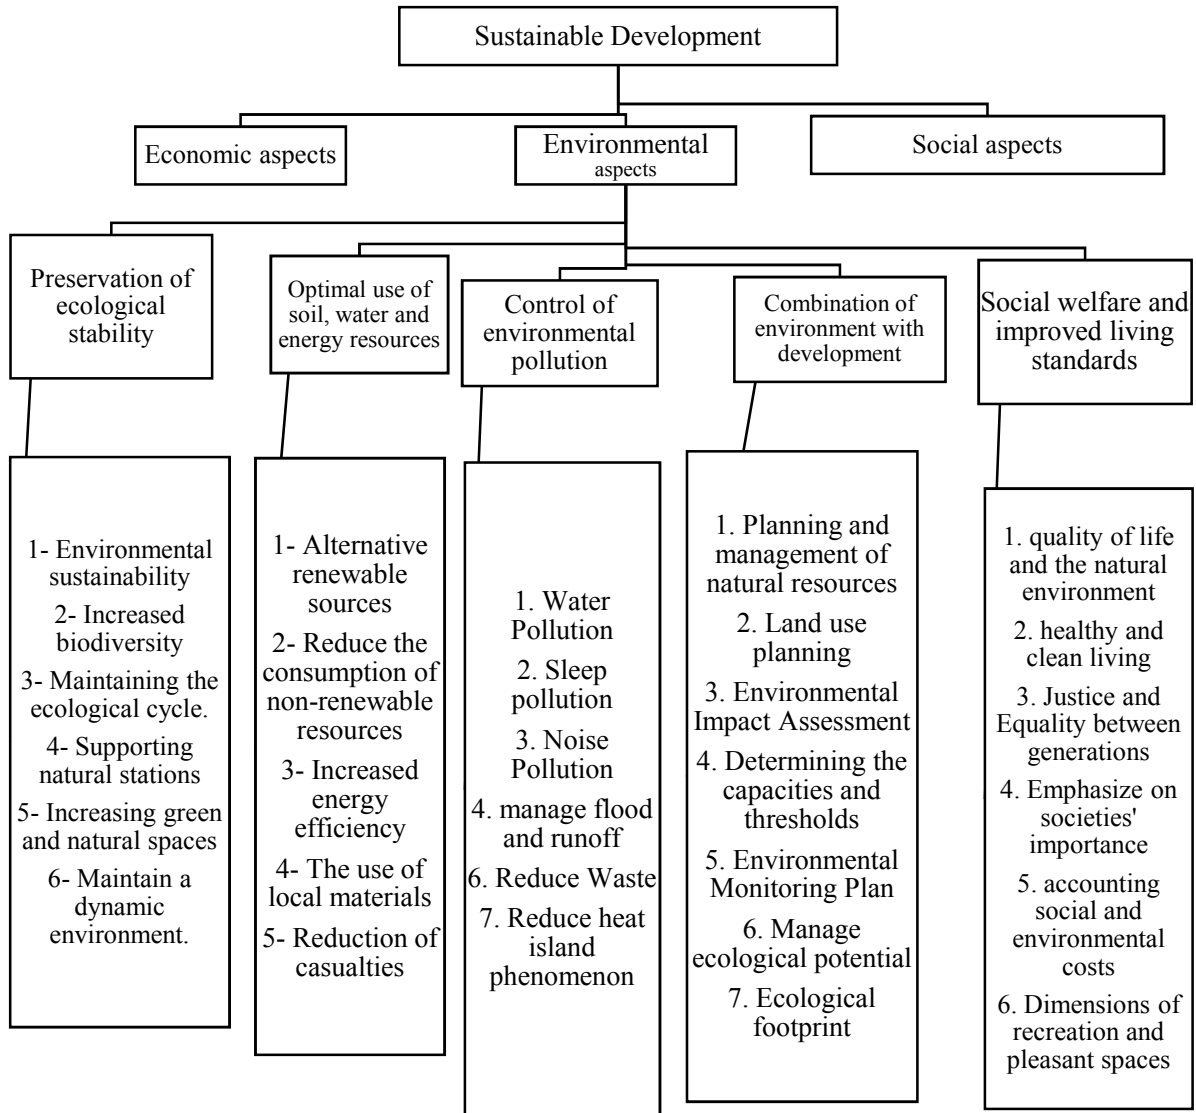 Sustainable Development
Economic aspects
Environmental
aspects
Social aspects
Preservation of
ecological
stability
Optimal use of
soil, water and
energy resources
Control of
environmental
pollution
Combination of
environment with
development
Social welfare and
improved living
standards
1- Environmental
sustainability
2- Increased
biodiversity
3- Maintaining the
ecological cycle.
4- Supporting
natural stations
5- Increasing green
and natural spaces
6- Maintain a
dynamic
environment.
1- Alternative
renewable
sources
2- Reduce the
consumption of
non-renewable
resources
3- Increased
energy
efficiency
4- The use of
local materials
5- Reduction of
casualties
1. Water
Pollution
2. Sleep
pollution
3. Noise
Pollution
4. manage flood
and runoff
6. Reduce Waste
7. Reduce heat
island
phenomenon
1. Planning and
management of
natural resources
2. Land use
planning
3. Environmental
Impact Assessment
4. Determining the
capacities and
thresholds
5. Environmental
Monitoring Plan
6. Manage
ecological potential
7. Ecological
footprint
1. quality of life
and the natural
environment
2. healthy and
clean living
3. Justice and
Equality between
generations
4. Emphasize on
societies'
importance
5. accounting
social and
environmental
costs
6. Dimensions of
recreation and
pleasant spaces